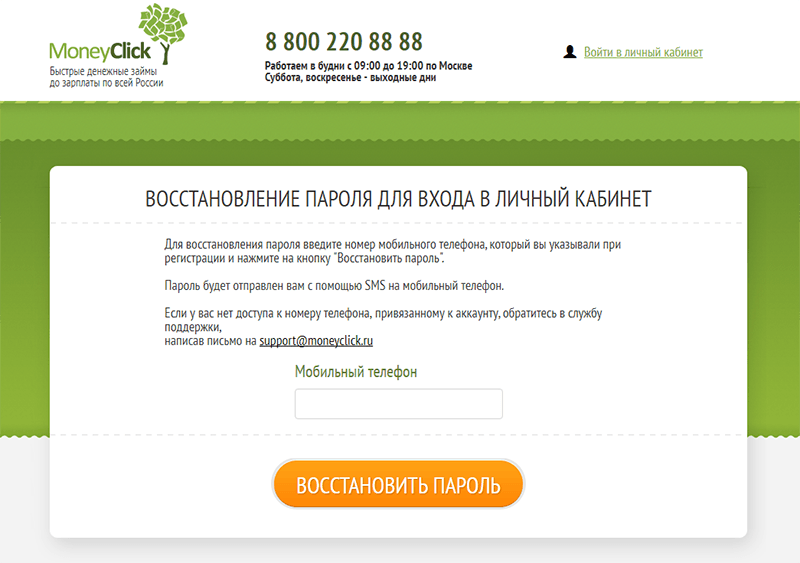 MoneyClick
Быстрые денежные займы
до зарплаты по всей России
8 800 220 88 88
Работаем в будни с 09:00 до 19:00 по Москве
Суббота, воскресенье - выходные дни
Войти в личный кабинет
ВОССТАНОВЛЕНИЕ ПАРОЛЯ ДЛЯ ВХОДА В ЛИЧНЫЙ КАБИНЕТ
Для восстановления пароля введите номер мобильного телефона, который вы указывали при
регистрации и нажмите на кнопку "Восстановить пароль".
Пароль будет отправлен вам с помощью SMS на мобильный телефон.
Если у вас нет доступа к номеру телефона, привязанному к аккаунту, обратитесь в службу
поддержки,
написав письмо на support@moneyclick.ru
Мобильный телефон
ВОССТАНОВИТЬ ПАРОЛЬ